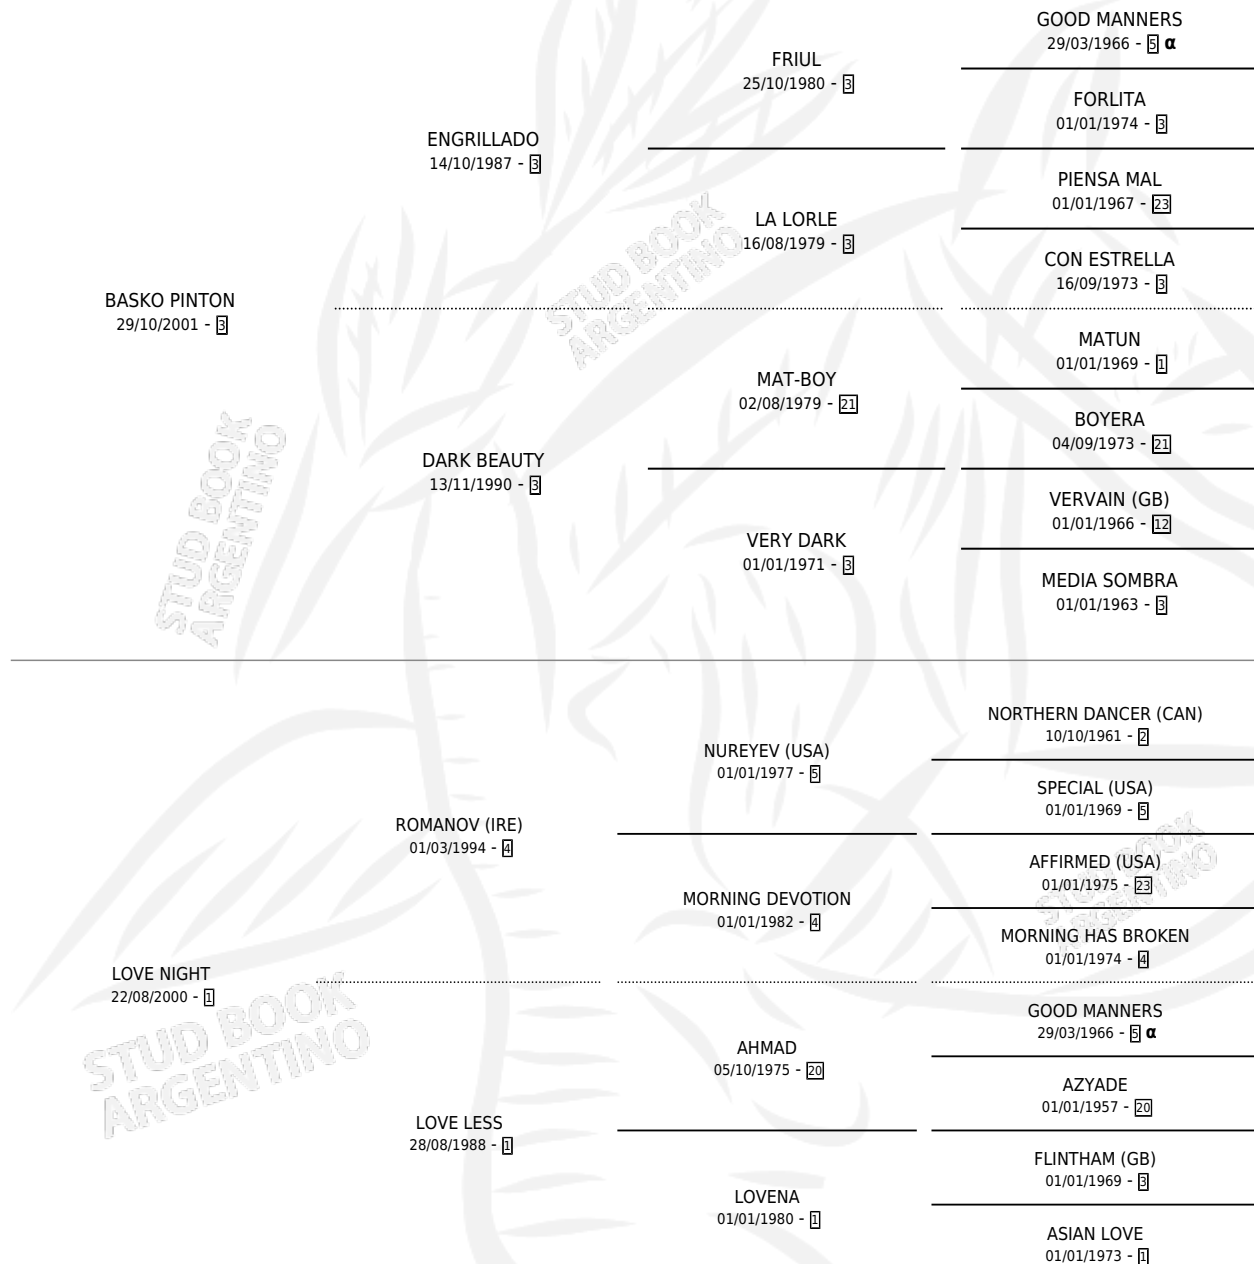 GOOD MANNERS
29/03/1966 - 5 α
FRIUL
25/10/1980 - 3
FORLITA
01/01/1974 - 3
ENGRILLADO
14/10/1987 - 3
PIENSA MAL
01/01/1967 - 23
LA LORLE
16/08/1979 - 3
CON ESTRELLA
16/09/1973 - 3
BASKO PINTON
29/10/2001 - 3
MATUN
01/01/1969 - 1
MAT-BOY
02/08/1979 - 21
BOYERA
04/09/1973 - 21
DARK BEAUTY
13/11/1990 - 3
VERVAIN (GB)
01/01/1966 - 12
VERY DARK
01/01/1971 - 3
MEDIA SOMBRA
01/01/1963 - 3
NORTHERN DANCER (CAN)
10/10/1961 - 2
NUREYEV (USA)
01/01/1977 - 5
SPECIAL (USA)
01/01/1969 - 5
ROMANOV (IRE)
01/03/1994 - 4
AFFIRMED (USA)
01/01/1975 - 23
MORNING DEVOTION
01/01/1982 - 4
MORNING HAS BROKEN
01/01/1974 - 4
LOVE NIGHT
22/08/2000 - 1
GOOD MANNERS
29/03/1966 - 5 α
AHMAD
05/10/1975 - 20
AZYADE
01/01/1957 - 20
LOVE LESS
28/08/1988 - 1
FLINTHAM (GB)
01/01/1969 - 3
LOVENA
01/01/1980 - 1
ASIAN LOVE
01/01/1973 - 1
STUD BOOK
ARGENTINO
STUD BOOK
ARGENTINO
STUD BOOK
ARGENTINO
STUD BOOK
ARGENTINO